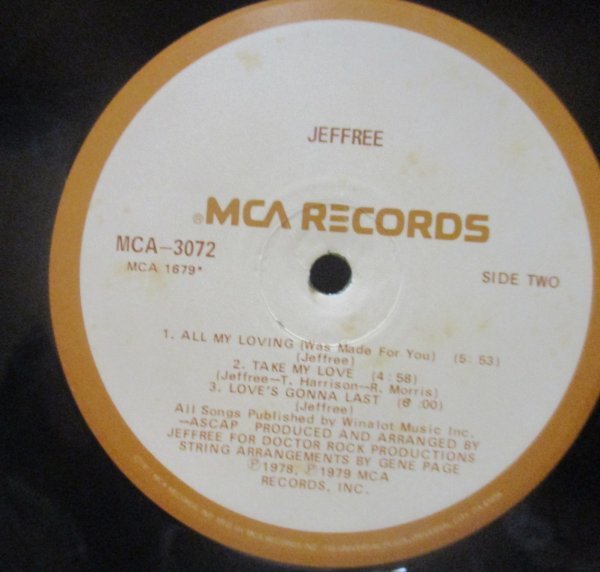 JEFFREE
®MCA RECORDS
MCA-3072
MCA 1679*
SIDE TWO
1. ALL MY LOVING (Was Made For You) (5:53)
(Jeffree)
2. TAKE MY LOVE (4:58)
(Jeffree-T. Harrison-R. Morris)
3. LOVE'S GONNA LAST (6:00)
(Jeffree)
All Songs Published by Winalot Music Inc.
-ASCAP PRODUCED AND ARRANGED BY
JEFFREE FOR DOCTOR ROCK PRODUCTIONS
STRING ARRANGEMENTS BY GENE PAGE
Ⓟ1978, Ⓟ1979 MCA
RECORDS, INC.